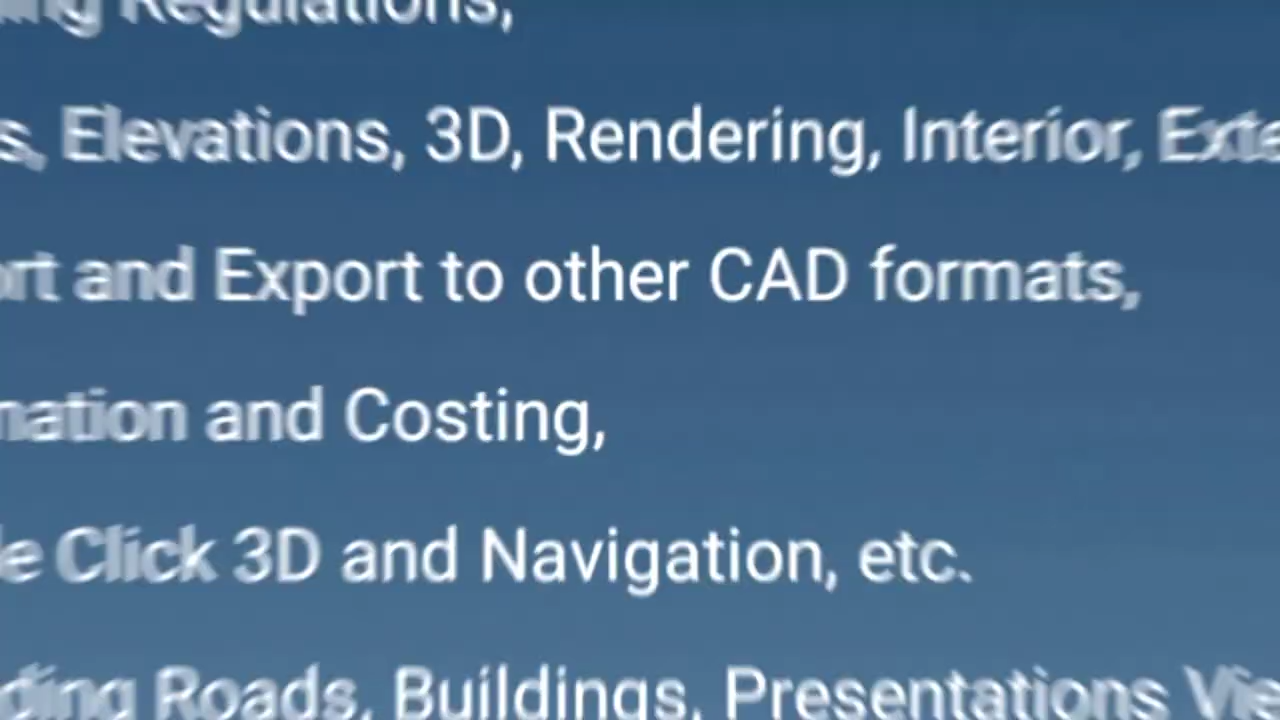 Regulations,
Elevations, 3D, Rendering, Interior,
and Export to other CAD formats,
and Costing,
Click 3D and Navigation, etc.
Roads, Buildings, Presentations